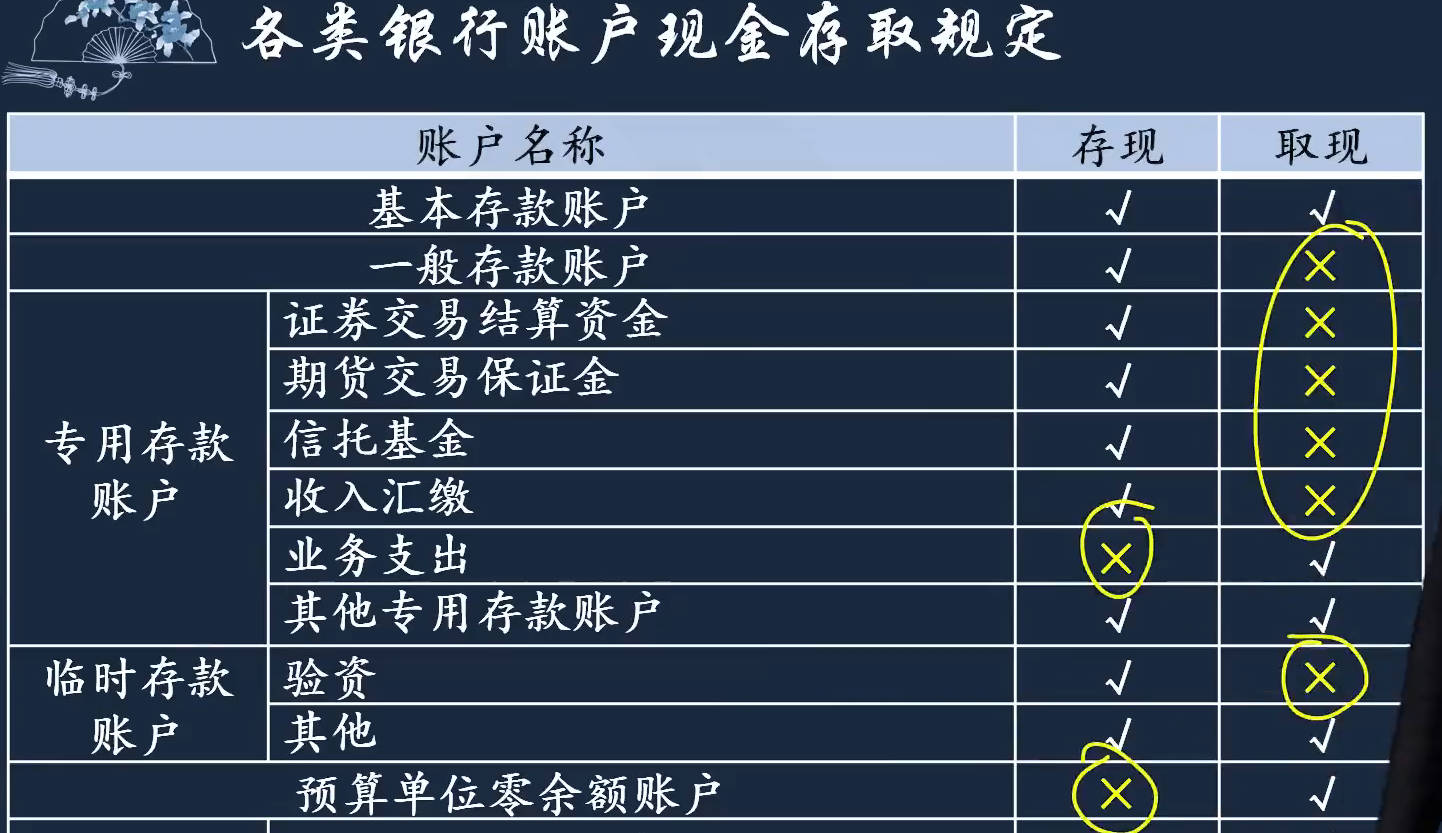 各类银行账户现金存取规定
账户名称 存现 取现
基本存款账户 √ √
一般存款账户 √ ×
专用存款账户
证券交易结算资金 √ ×
期货交易保证金 √ ×
信托基金 √ ×
收入汇缴 √ ×
业务支出 × √
其他专用存款账户 √ √
临时存款账户
验资 √ ×
其他 √ √
预算单位零余额账户 × √